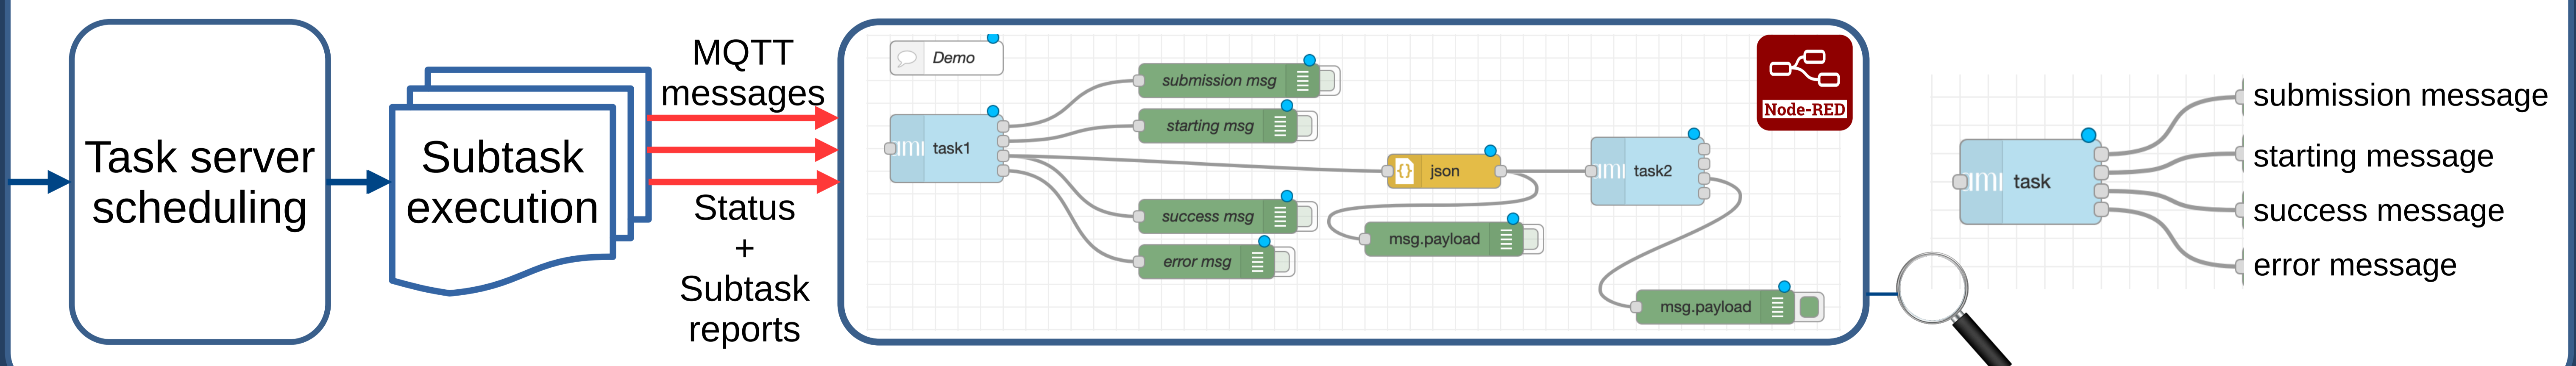 Task server
scheduling
Subtask
execution
MQTT
messages
Status
+
Subtask
reports
Demo
task1
submission msg
starting msg
success msg
error msg
json
msg.payload
task2
msg.payload
Node-RED
task
submission message
starting message
success message
error message